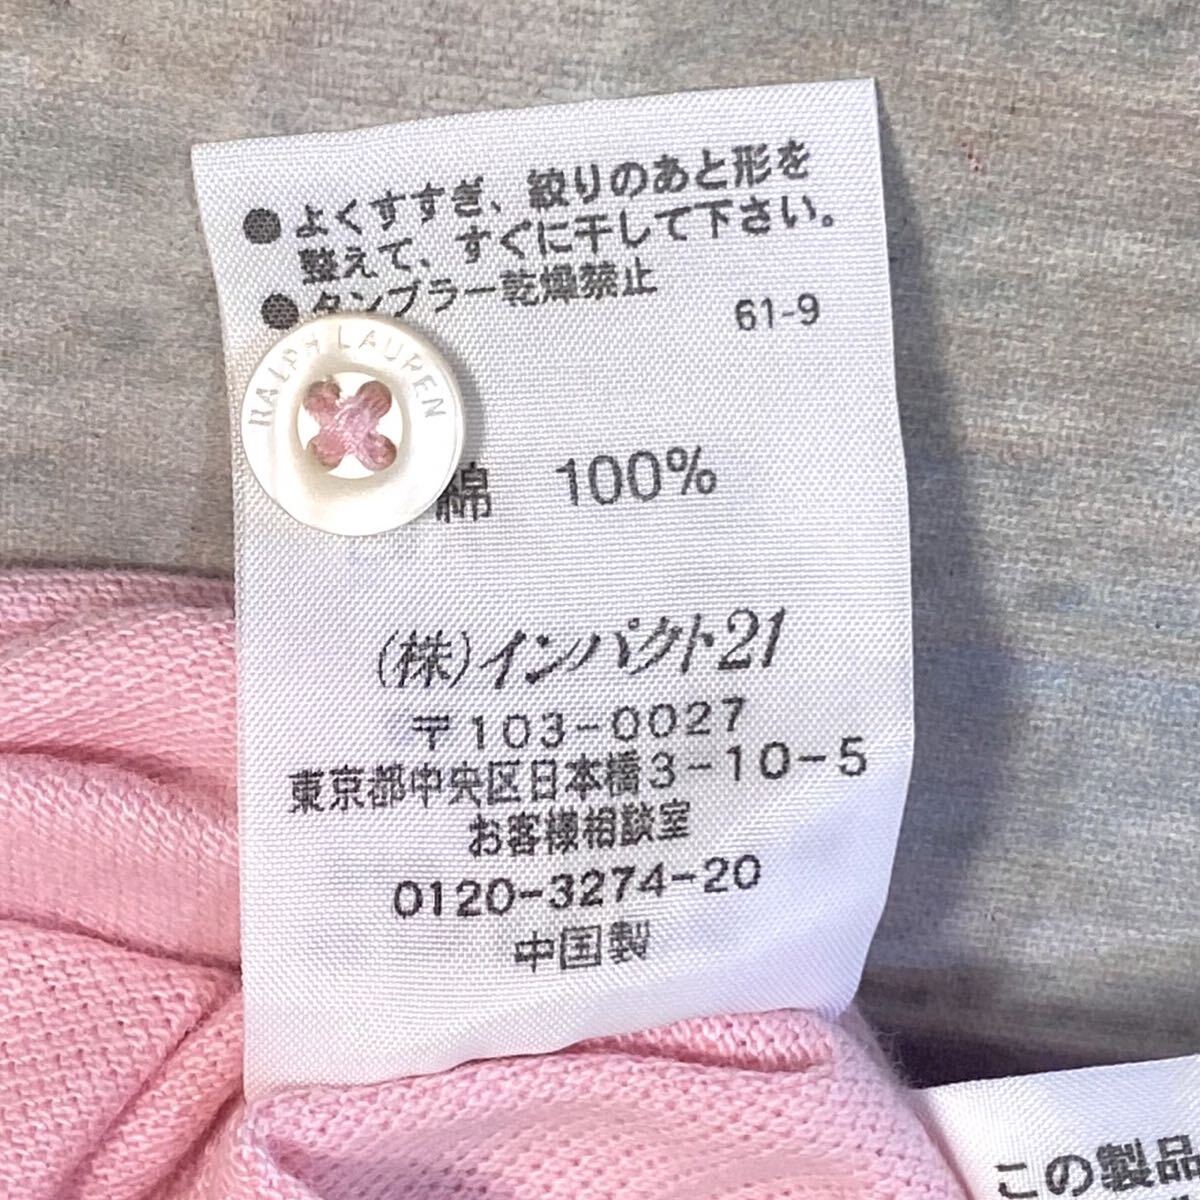 ●よくすすぎ、絞りのあと形を
整えて、すぐに干して下さい。
●タンブラー乾燥禁止
61-9
RALPH LAUREN
綿 100%
(株)インパクト21
〒103-0027
東京都中央区日本橋3-10-5
お客様相談室
0120-3274-20
中国製
この製品